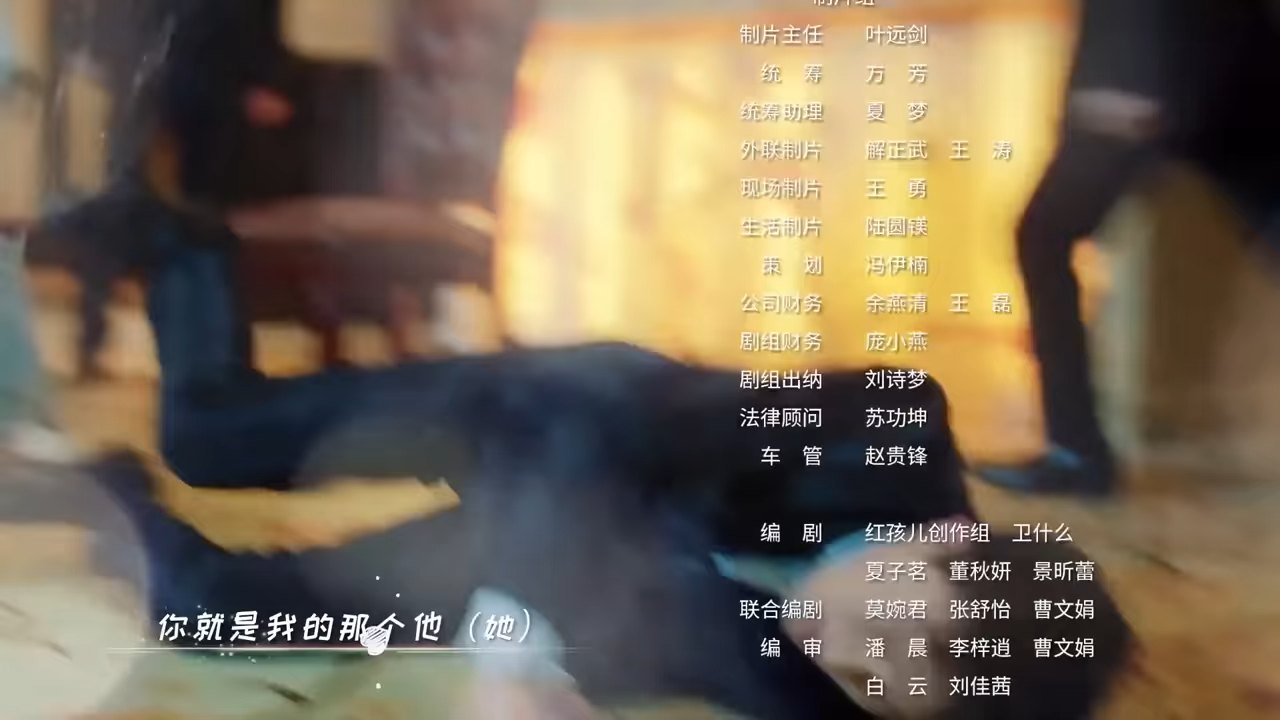 制片组
制片主任 叶远剑
统 筹 万 芳
统筹助理 夏 梦
外联制片 解正武 王 涛
现场制片 王 勇
生活制片 陆圆镁
策 划 冯伊楠
公司财务 余燕清 王 磊
剧组财务 庞小燕
剧组出纳 刘诗梦
法律顾问 苏功坤
车 管 赵贵锋
编 剧 红孩儿创作组 卫什么
夏子茗 董秋妍 景昕蕾
联合编剧 莫婉君 张舒怡 曹文娟
编 审 潘 晨 李梓逍 曹文娟
白 云 刘佳茜
你就是我的那个他（她）